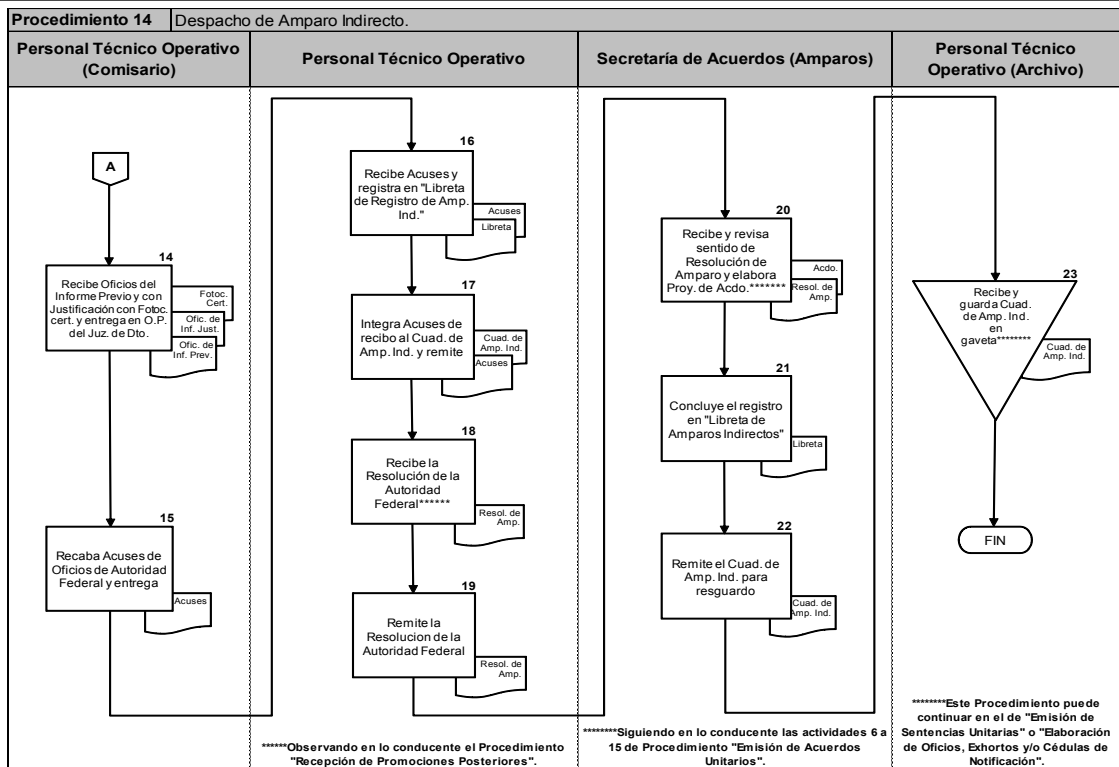 Procedimiento 14
Despacho de Amparo Indirecto.
Personal Técnico Operativo
(Comisario)
Personal Técnico Operativo
Secretaría de Acuerdos (Amparos)
Personal Técnico
Operativo (Archivo)
A
14
Recibe Oficios del
Informe Previo y con
Justificación con Fotoc.
cert. y entrega en O.P.
del Juz. de Dto.
Fotoc.
Cert.
Ofic. de
Inf. Just.
Ofic. de
Inf. Prev.
15
Recaba Acuses de
Oficios de Autoridad
Federal y entrega
Acuses
16
Recibe Acuses y
registra en "Libreta
de Registro de Amp.
Ind."
Acuses
Libreta
17
Integra Acuses de
recibo al Cuad. de
Amp. Ind. y remite
Cuad. de
Amp. Ind.
Acuses
18
Recibe la
Resolución de la
Autoridad
Federal******
Resol. de
Amp.
19
Remite la
Resolucion de la
Autoridad Federal
Resol. de
Amp.
******Observando en lo conducente el Procedimiento
"Recepción de Promociones Posteriores".
20
Recibe y revisa
sentido de
Resolución de
Amparo y elabora
Proy. de Acdo.*******
Acdo.
Resol. de
Amp.
21
Concluye el registro
en "Libreta de
Amparos Indirectos"
Libreta
22
Remite el Cuad. de
Amp. Ind. para
resguardo
Cuad. de
Amp. Ind.
********Siguiendo en lo conducente las actividades 6 a
15 de Procedimiento "Emisión de Acuerdos
Unitarios".
23
Recibe y
guarda Cuad.
de Amp. Ind.
en
gaveta********
Cuad. de
Amp. Ind.
FIN
********Este Procedimiento puede
continuar en el de "Emisión de
Sentencias Unitarias" o "Elaboración
de Oficios, Exhortos y/o Cédulas de
Notificación".